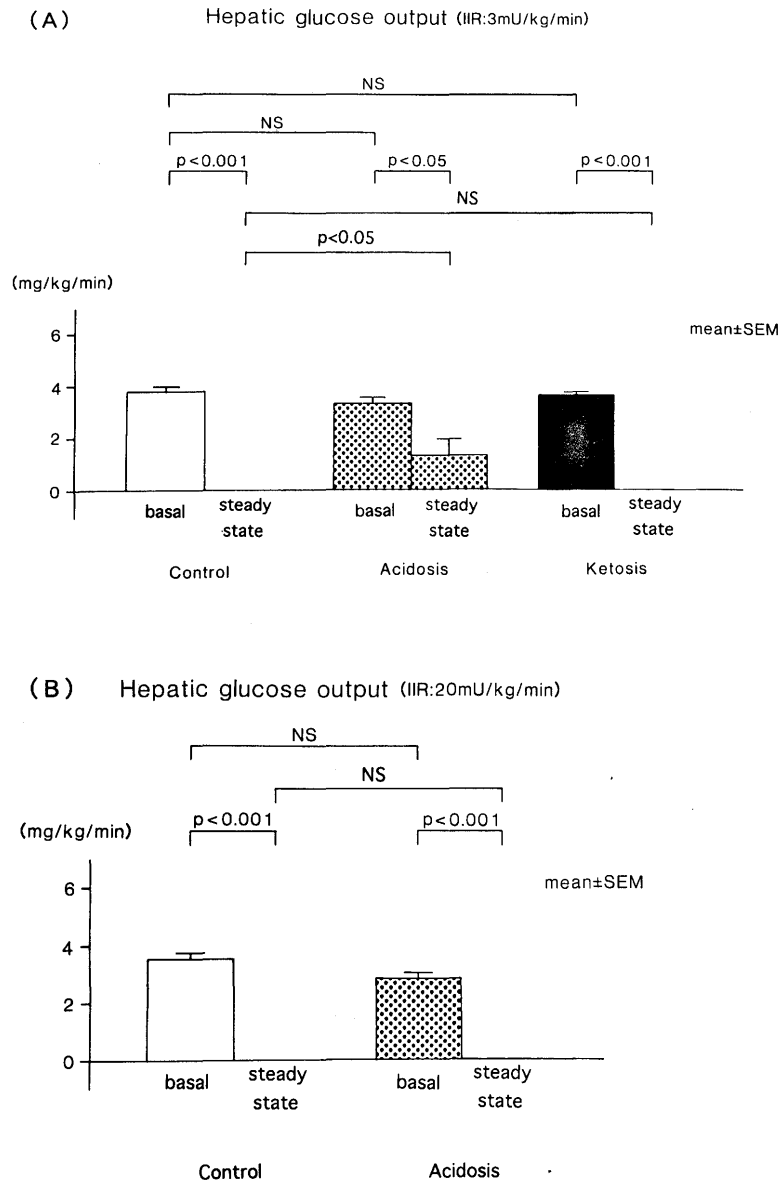 (A) Hepatic glucose output (IIR:3mU/kg/min)
NS
NS
p<0.001 p<0.05 p<0.001
NS
p<0.05
(mg/kg/min)
mean±SEM
6
4
2
0
basal steady state basal steady state basal steady state
Control Acidosis Ketosis
(B) Hepatic glucose output (IIR:20mU/kg/min)
NS
NS
p<0.001 p<0.001
(mg/kg/min)
mean±SEM
6
4
2
0
basal steady state basal steady state
Control Acidosis